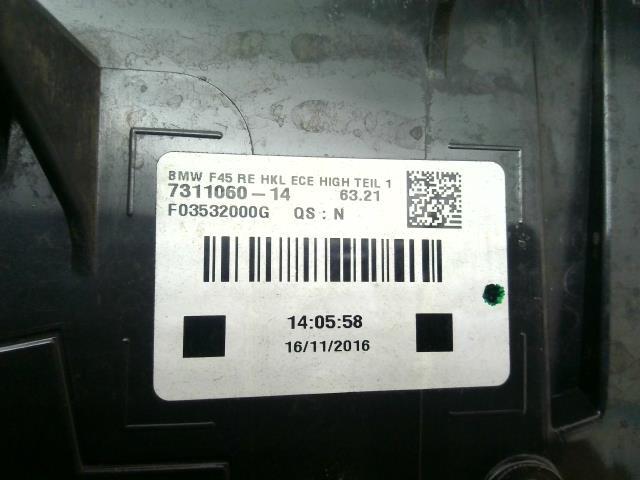 BMW F45 RE HKL ECE HIGH TEIL 1
7311060-14 63.21
F03532000G QS : N
14:05:58
16/11/2016